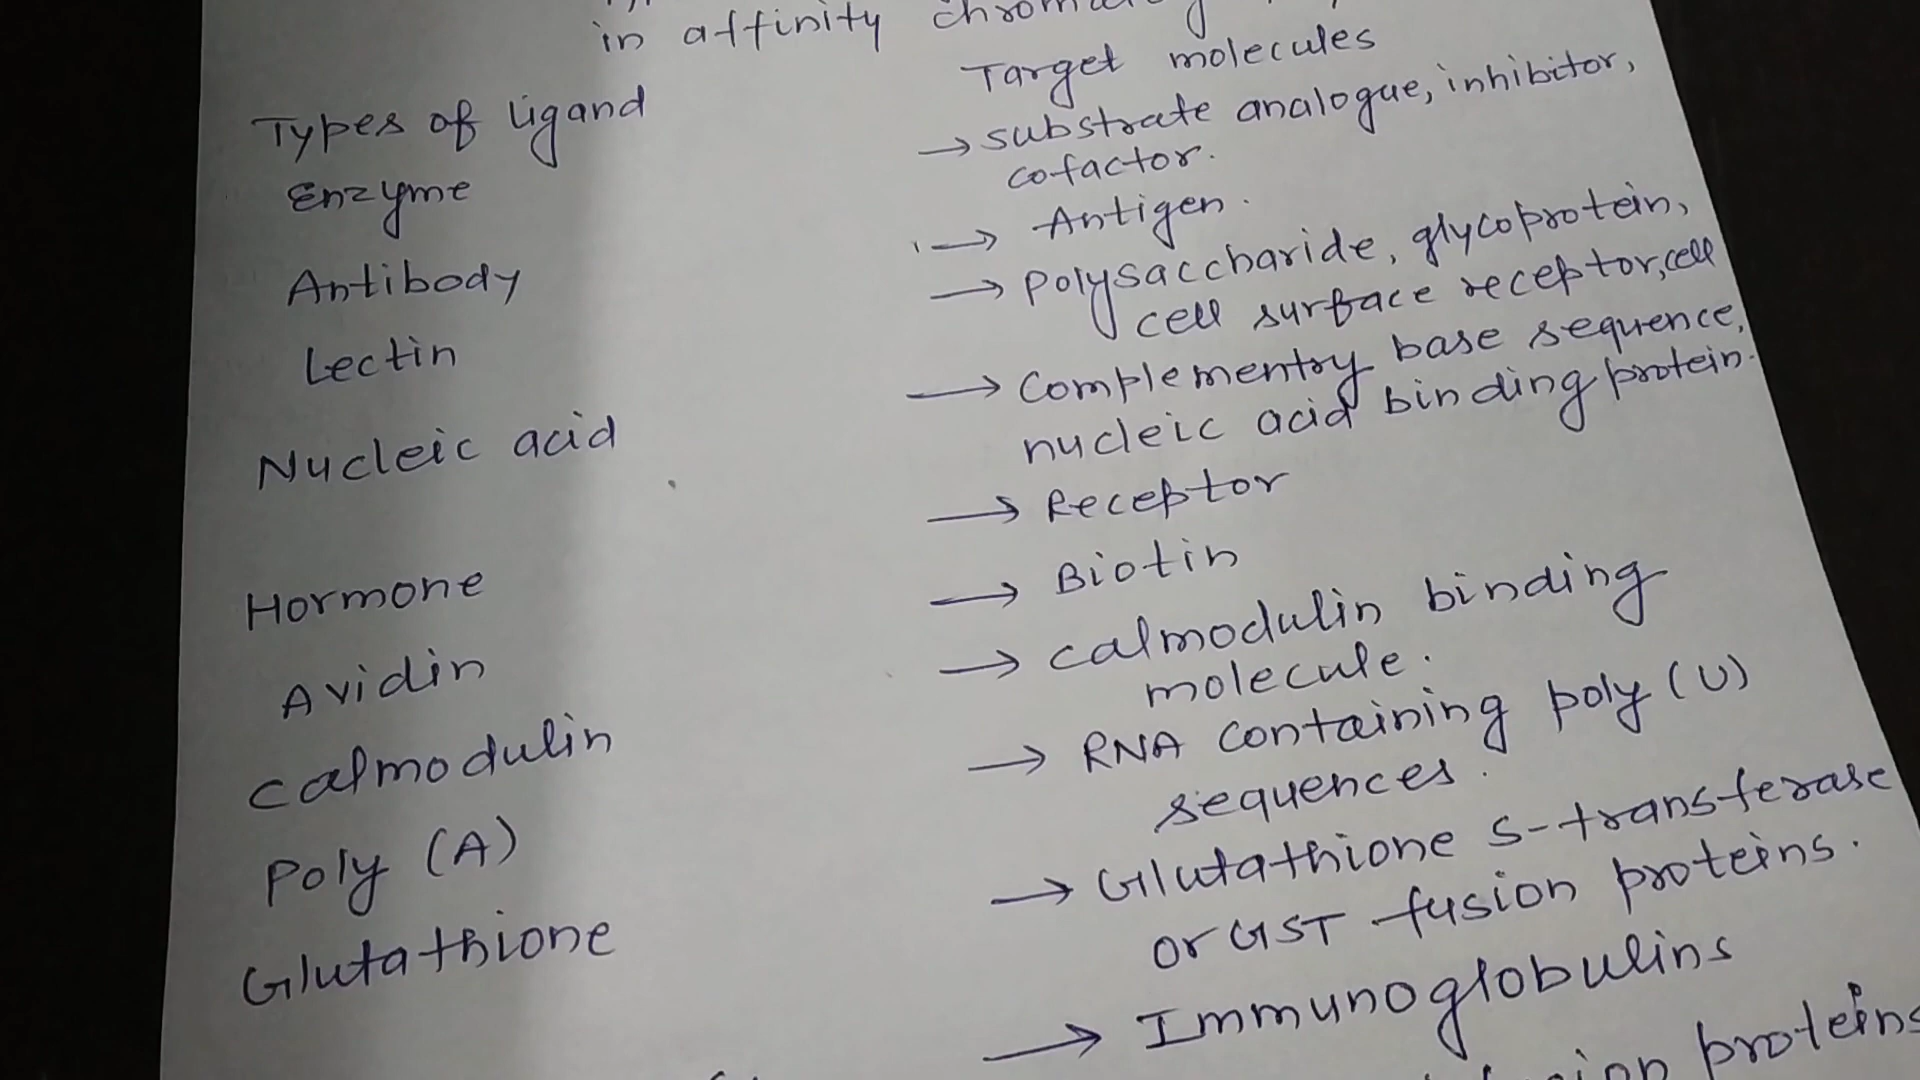 in affinity
Types of ligand
Target molecules
Enzyme
→ substrate analogue, inhibitor,
cofactor.
Antibody
→ Antigen.
Lectin
→ polysaccharide, glycoprotein,
cell surface receptor, cell
Nucleic acid
→ Complementry base sequence,
nucleic acid binding protein.
Hormone
→ Receptor
Avidin
→ Biotin
calmodulin
→ calmodulin binding
molecule.
Poly (A)
→ RNA containing poly (U)
sequences.
Glutathione
→ Glutathione S-transferase
or GST fusion proteins.
→ Immunoglobulins
proteins